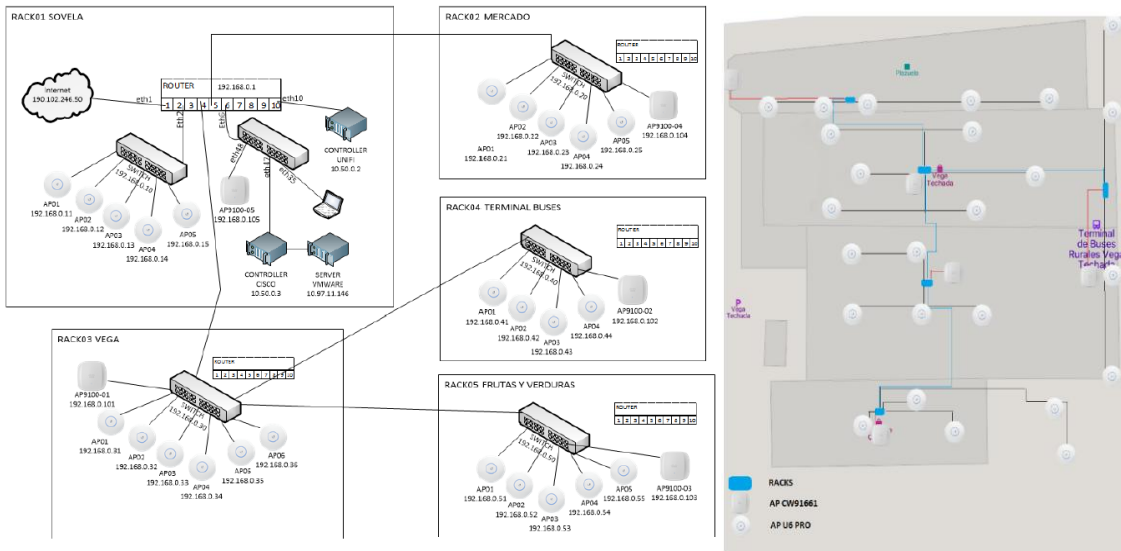 RACK01 SOVELA
Internet
190.102.246.50
eth1
ROUTER 192.168.0.1
1 2 3 4 5 6 7 8 9 10
eth10
Eth2
CONTROLLER
UNIFI
10.50.0.2
SWITCH
192.168.0.10
AP01
192.168.0.11
AP02
192.168.0.12
AP03
192.168.0.13
AP04
192.168.0.14
192.168.0.15
AP9100-05
192.168.0.105
CONTROLLER
CISCO
10.50.0.3
SERVER
VMWARE
10.97.11.146
RACK02 MERCADO
ROUTER
1 2 3 4 5 6 7 8 9 10
SWITCH
192.168.0.20
AP01
192.168.0.21
AP02
192.168.0.22
AP03
192.168.0.23
AP04
192.168.0.24
AP05
192.168.0.25
AP9100-04
192.168.0.104
RACK03 VEGA
ROUTER
1 2 3 4 5 6 7 8 9 10
AP9100-01
192.168.0.101
SWITCH
192.168.0.30
AP01
192.168.0.31
AP02
192.168.0.32
AP03
192.168.0.33
AP04
192.168.0.34
192.168.0.35
192.168.0.36
RACK04 TERMINAL BUSES
ROUTER
1 2 3 4 5 6 7 8 9 10
SWITCH
192.168.0.40
AP01
192.168.0.41
AP02
192.168.0.42
AP03
192.168.0.43
AP04
192.168.0.44
AP9100-02
192.168.0.102
RACK05 FRUTAS Y VERDURAS
ROUTER
1 2 3 4 5 6 7 8 9 10
SWITCH
192.168.0.50
AP01
192.168.0.51
AP02
192.168.0.52
AP03
192.168.0.53
AP04
192.168.0.54
AP05
192.168.0.55
AP9100-03
192.168.0.103
Vega
Techada
Terminal
de Buses
Rurales Vega
Techada
P
Vega
Techada
RACKS
AP CW91661
AP U6 PRO